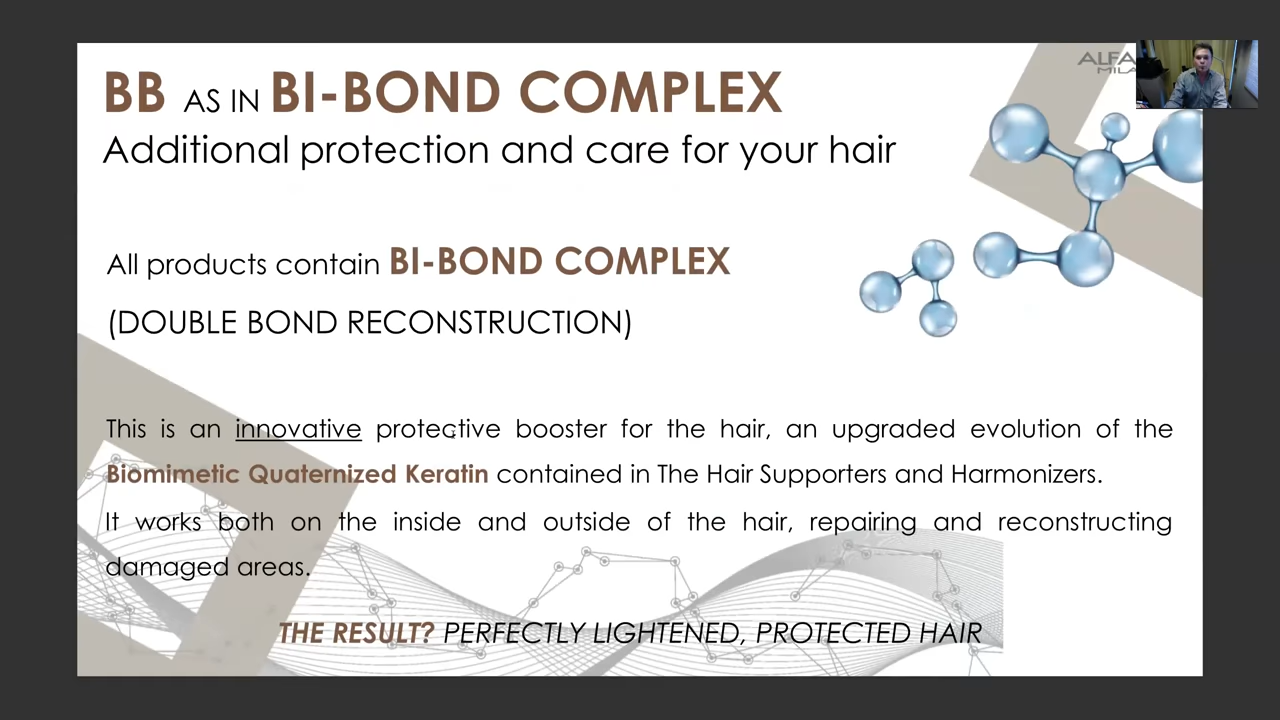 BB AS IN BI-BOND COMPLEX
Additional protection and care for your hair
All products contain BI-BOND COMPLEX
(DOUBLE BOND RECONSTRUCTION)
This is an innovative protective booster for the hair, an upgraded evolution of the
Biomimetic Quaternized Keratin contained in The Hair Supporters and Harmonizers.
It works both on the inside and outside of the hair, repairing and reconstructing
damaged areas.
THE RESULT? PERFECTLY LIGHTENED, PROTECTED HAIR